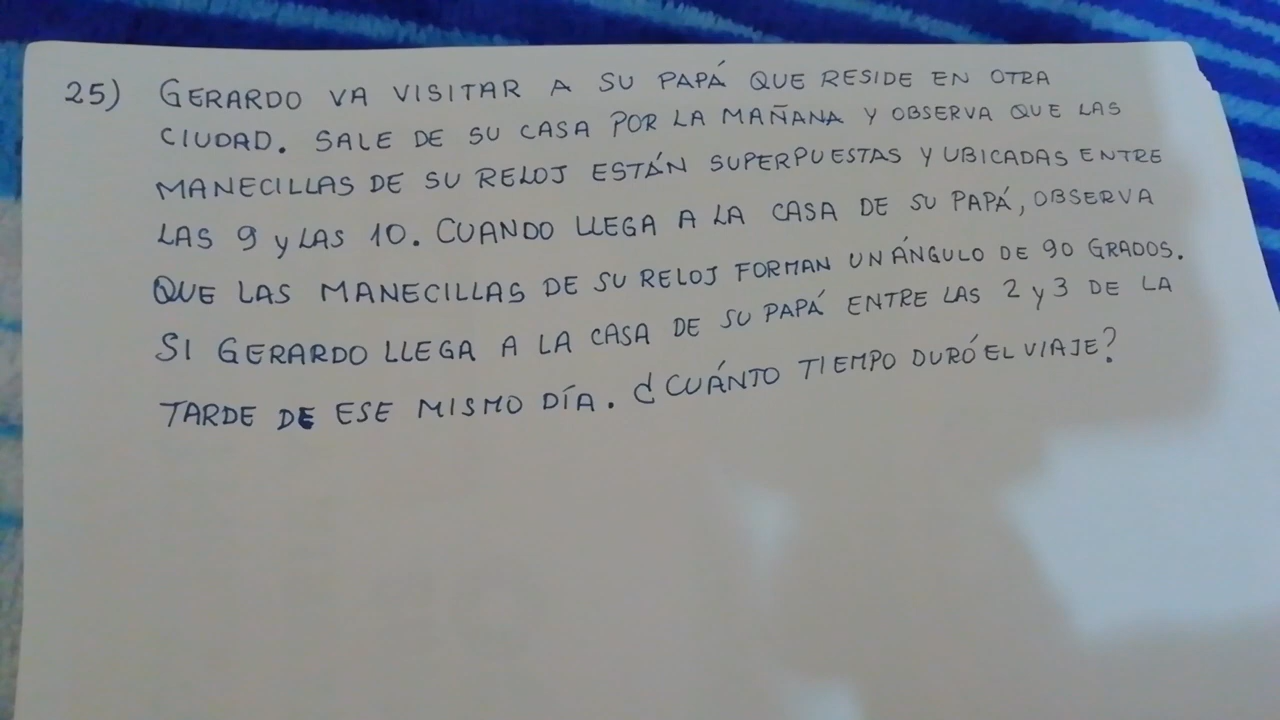 25) GERARDO VA VISITAR A SU PAPÁ QUE RESIDE EN OTRA
CIUDAD. SALE DE SU CASA POR LA MAÑANA Y OBSERVA QUE LAS
MANECILLAS DE SU RELOJ ESTÁN SUPERPUESTAS Y UBICADAS ENTRE
LAS 9 y LAS 10. CUANDO LLEGA A LA CASA DE SU PAPÁ, OBSERVA
QUE LAS MANECILLAS DE SU RELOJ FORMAN UN ÁNGULO DE 90 GRADOS.
SI GERARDO LLEGA A LA CASA DE SU PAPÁ ENTRE LAS 2 y 3 DE LA
TARDE DE ESE MISMO DÍA. ¿CUÁNTO TIEMPO DURÓ EL VIAJE?